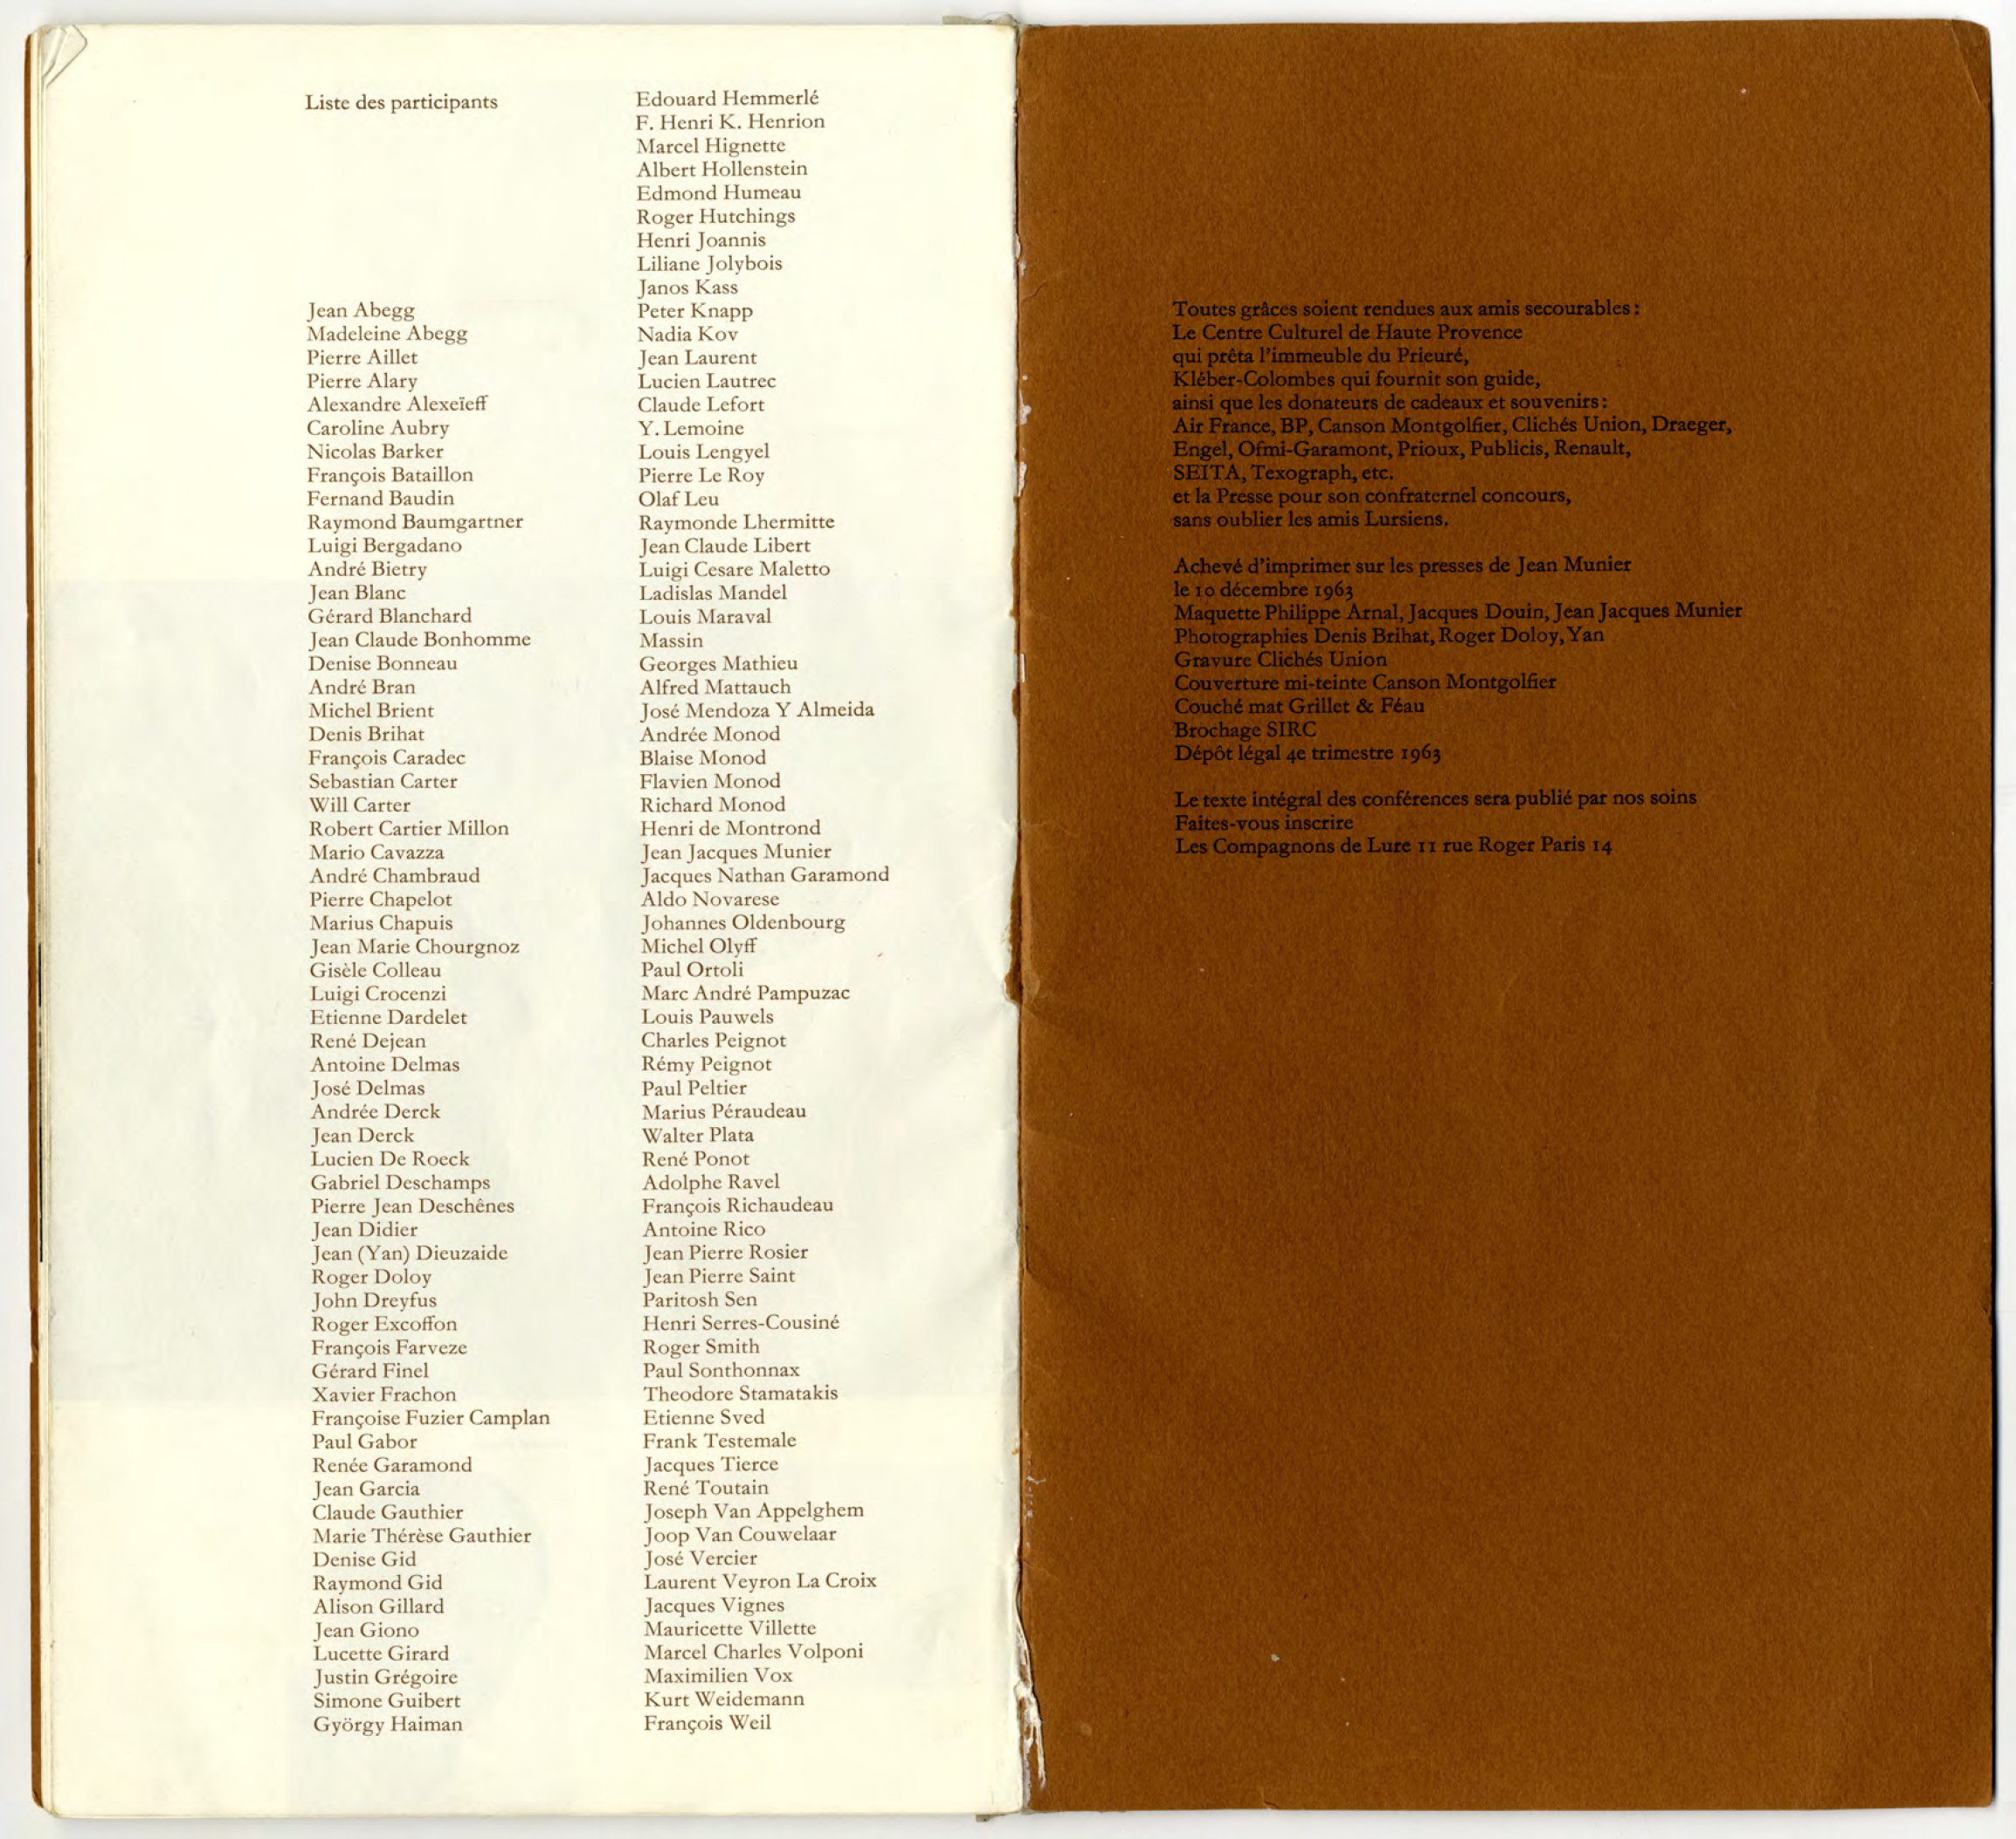 Liste des participants
Jean Abegg
Madeleine Abegg
Pierre Aillet
Pierre Alary
Alexandre Alexeïeff
Caroline Aubry
Nicolas Barker
François Bataillon
Fernand Baudin
Raymond Baumgartner
Luigi Bergadano
André Bietry
Jean Blanc
Gérard Blanchard
Jean Claude Bonhomme
Denise Bonneau
André Bran
Michel Brient
Denis Brihat
François Caradec
Sebastian Carter
Will Carter
Robert Cartier Millon
Mario Cavazza
André Chambraud
Pierre Chapelot
Marius Chapuis
Jean Marie Chourgnoz
Gisèle Colleau
Luigi Crocenzi
Etienne Dardelet
René Dejean
Antoine Delmas
José Delmas
Andrée Derck
Jean Derck
Lucien De Roeck
Gabriel Deschamps
Pierre Jean Deschênes
Jean Didier
Jean (Yan) Dieuzaide
Roger Doloy
John Dreyfus
Roger Excoffon
François Farveze
Gérard Finel
Xavier Frachon
Françoise Fuzier Camplan
Paul Gabor
Renée Garamond
Jean Garcia
Claude Gauthier
Marie Thérèse Gauthier
Denise Gid
Raymond Gid
Alison Gillard
Jean Giono
Lucette Girard
Justin Grégoire
Simone Guibert
György Haiman
Edouard Hemmerlé
F. Henri K. Henrion
Marcel Hignette
Albert Hollenstein
Edmond Humeau
Roger Hutchings
Henri Joannis
Liliane Jolybois
Janos Kass
Peter Knapp
Nadia Kov
Jean Laurent
Lucien Lautrec
Claude Lefort
Y. Lemoine
Louis Lengyel
Pierre Le Roy
Olaf Leu
Raymonde Lhermitte
Jean Claude Libert
Luigi Cesare Maletto
Ladislas Mandel
Louis Maraval
Massin
Georges Mathieu
Alfred Mattauch
José Mendoza Y Almeida
Andrée Monod
Blaise Monod
Flavien Monod
Richard Monod
Henri de Montrond
Jean Jacques Munier
Jacques Nathan Garamond
Aldo Novarese
Johannes Oldenbourg
Michel Olyff
Paul Ortoli
Marc André Pampuzac
Louis Pauwels
Charles Peignot
Rémy Peignot
Paul Peltier
Marius Péraudeau
Walter Plata
René Ponot
Adolphe Ravel
François Richaudeau
Antoine Rico
Jean Pierre Rosier
Jean Pierre Saint
Paritosh Sen
Henri Serres-Cousiné
Roger Smith
Paul Sonthonnax
Theodore Stamatakis
Etienne Sved
Frank Testemale
Jacques Tierce
René Toutain
Joseph Van Appelghem
Joop Van Couwelaar
José Vercier
Laurent Veyron La Croix
Jacques Vignes
Mauricette Villette
Marcel Charles Volponi
Maximilien Vox
Kurt Weidemann
François Weil
Toutes grâces soient rendues aux amis secourables :
Le Centre Culturel de Haute Provence
qui prêta l'immeuble du Prieuré,
Kléber-Colombes qui fournit son guide,
ainsi que les donateurs de cadeaux et souvenirs :
Air France, BP, Canson Montgolfier, Clichés Union, Draeger,
Engel, Ofmi-Garamont, Prioux, Publicis, Renault,
SEITA, Texograph, etc.
et la Presse pour son confraternel concours,
sans oublier les amis Lursiens.
Achevé d'imprimer sur les presses de Jean Munier
le 10 décembre 1963
Maquette Philippe Arnal, Jacques Douin, Jean Jacques Munier
Photographies Denis Brihat, Roger Doloy, Yan
Gravure Clichés Union
Couverture mi-teinte Canson Montgolfier
Couché mat Grillet & Féau
Brochage SIRC
Dépôt légal 4e trimestre 1963
Le texte intégral des conférences sera publié par nos soins
Faites-vous inscrire
Les Compagnons de Lure 11 rue Roger Paris 14